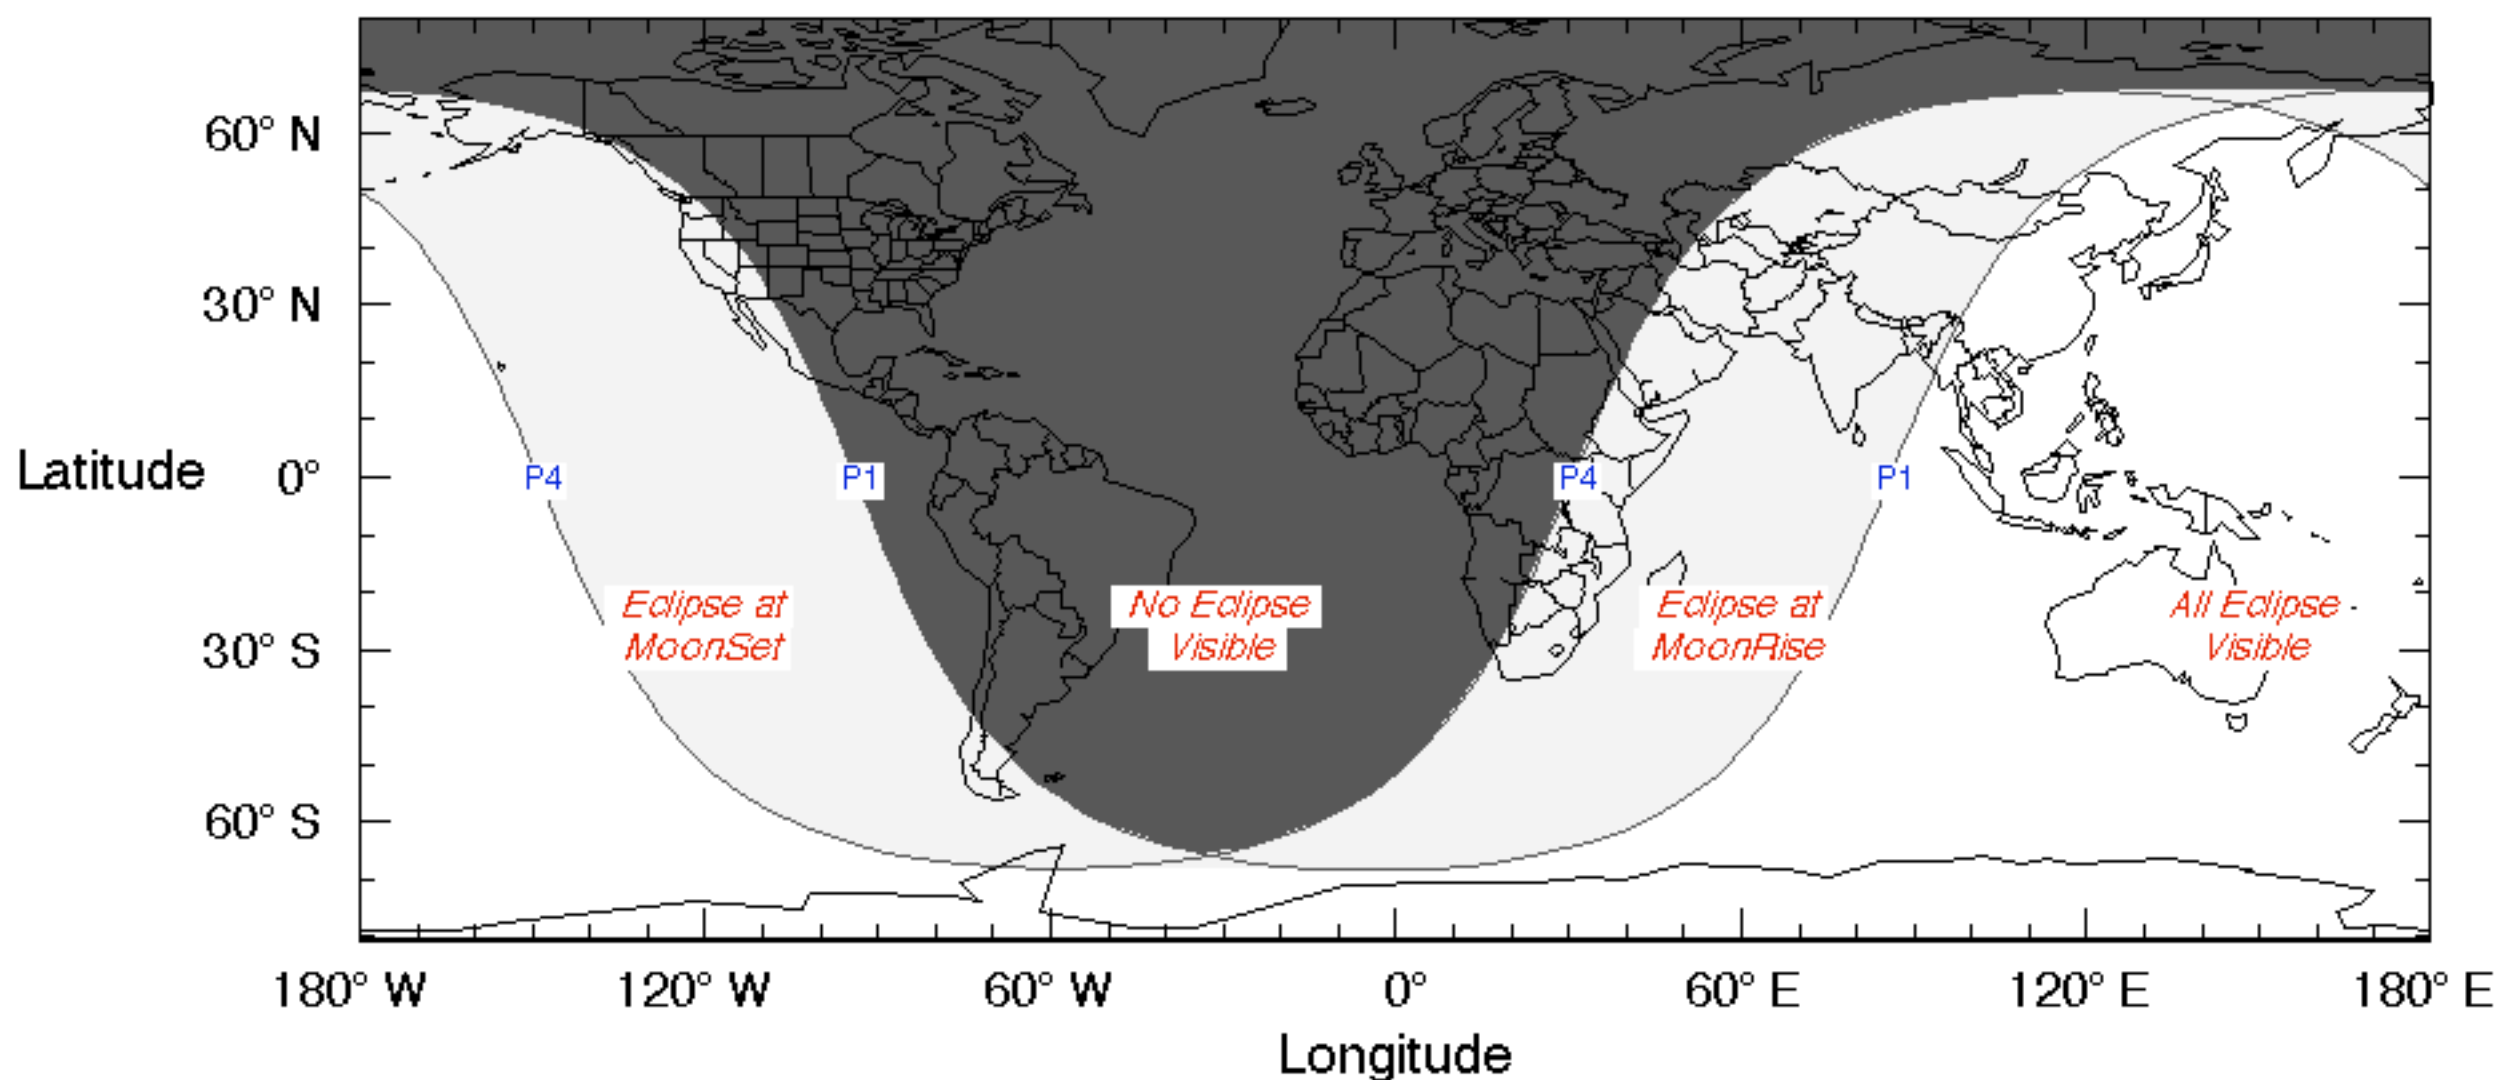 60° N
30° N
Latitude 0°
P4 P1 P4 P1
Eclipse at
MoonSet
No Eclipse
Visible
Eclipse at
MoonRise
All Eclipse
Visible
30° S
60° S
180° W 120° W 60° W 0° 60° E 120° E 180° E
Longitude